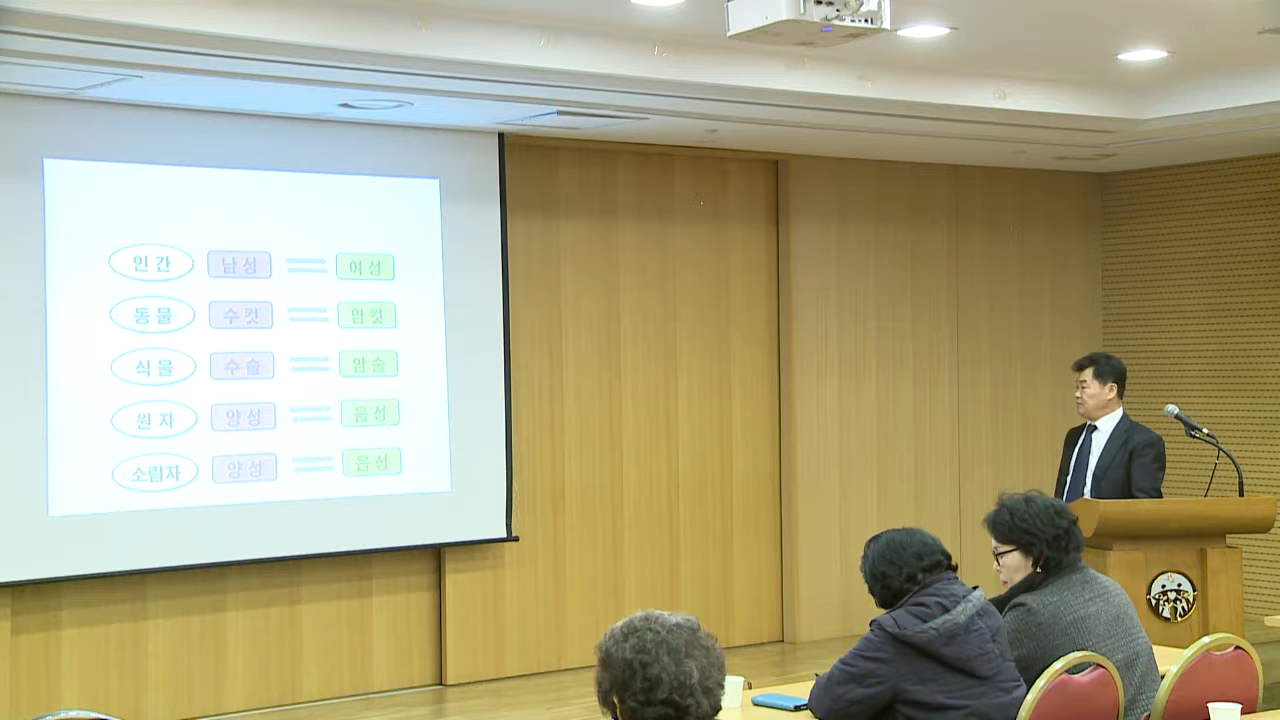 인간 남성 여성
동물 수컷 암컷
식물 수술 암술
원자 양성 음성
소립자 양성 음성